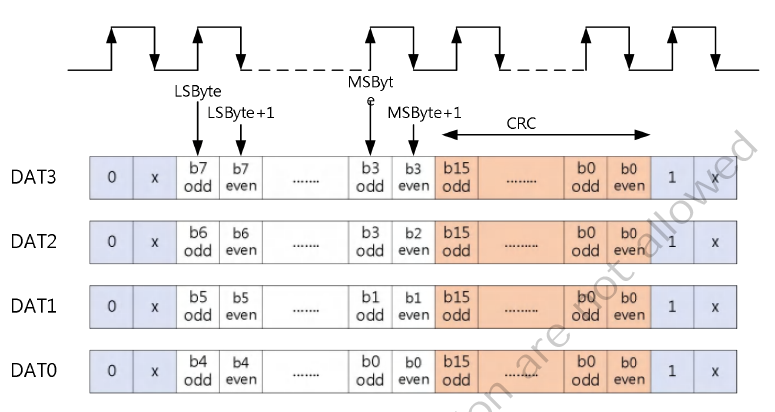 LSByte
MSByt
e
LSByte+1
MSByte+1
CRC
DAT3 0 x b7 odd b7 even ....... b3 odd b3 even b15 odd ........ b0 odd b0 even 1 x
DAT2 0 x b6 odd b6 even ....... b3 odd b2 even b15 odd ......... b0 odd b0 even 1 x
DAT1 0 x b5 odd b5 even ....... b1 odd b1 even b15 odd ......... b0 odd b0 even 1 x
DAT0 0 x b4 odd b4 even ....... b0 odd b0 even b15 odd ......... b0 odd b0 even 1 x
on are not allowed